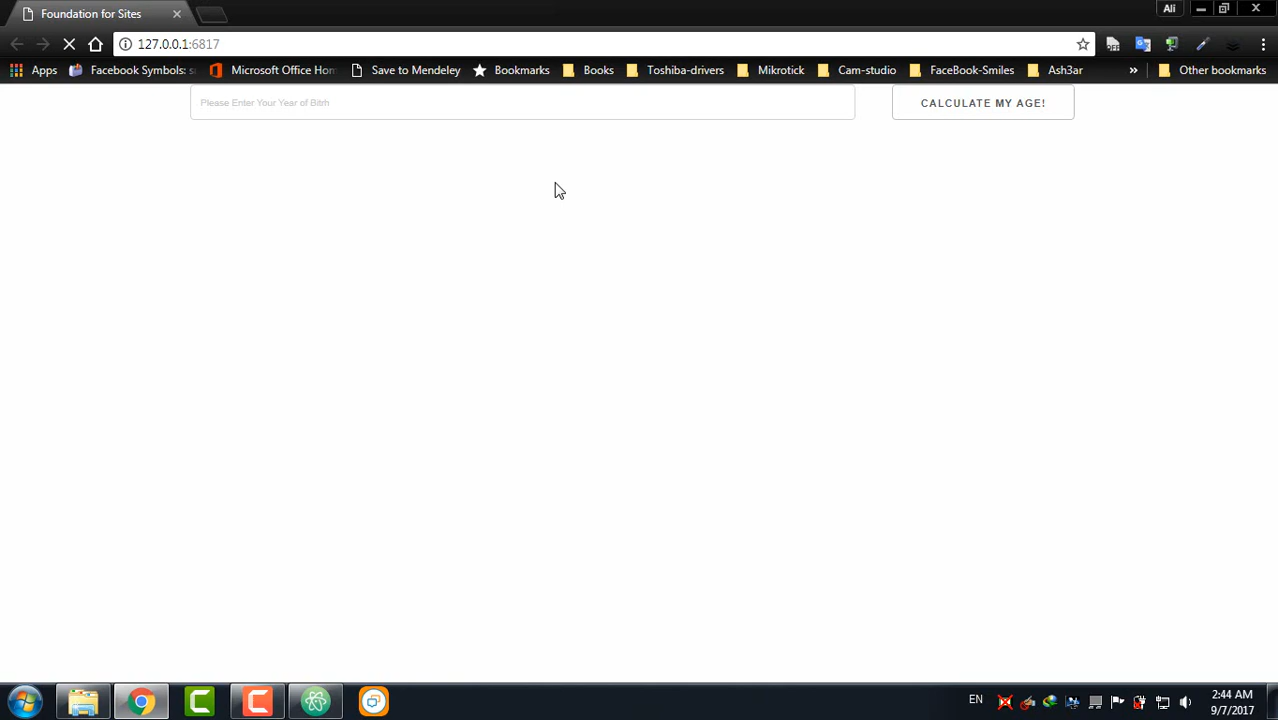 Foundation for Sites
Ali
127.0.0.1:6817
Apps Facebook Symbols: s Microsoft Office Hom Save to Mendeley Bookmarks Books Toshiba-drivers Mikrotick Cam-studio FaceBook-Smiles Ash3ar » Other bookmarks
Please Enter Your Year of Bitrh CALCULATE MY AGE!
EN 2:44 AM
9/7/2017